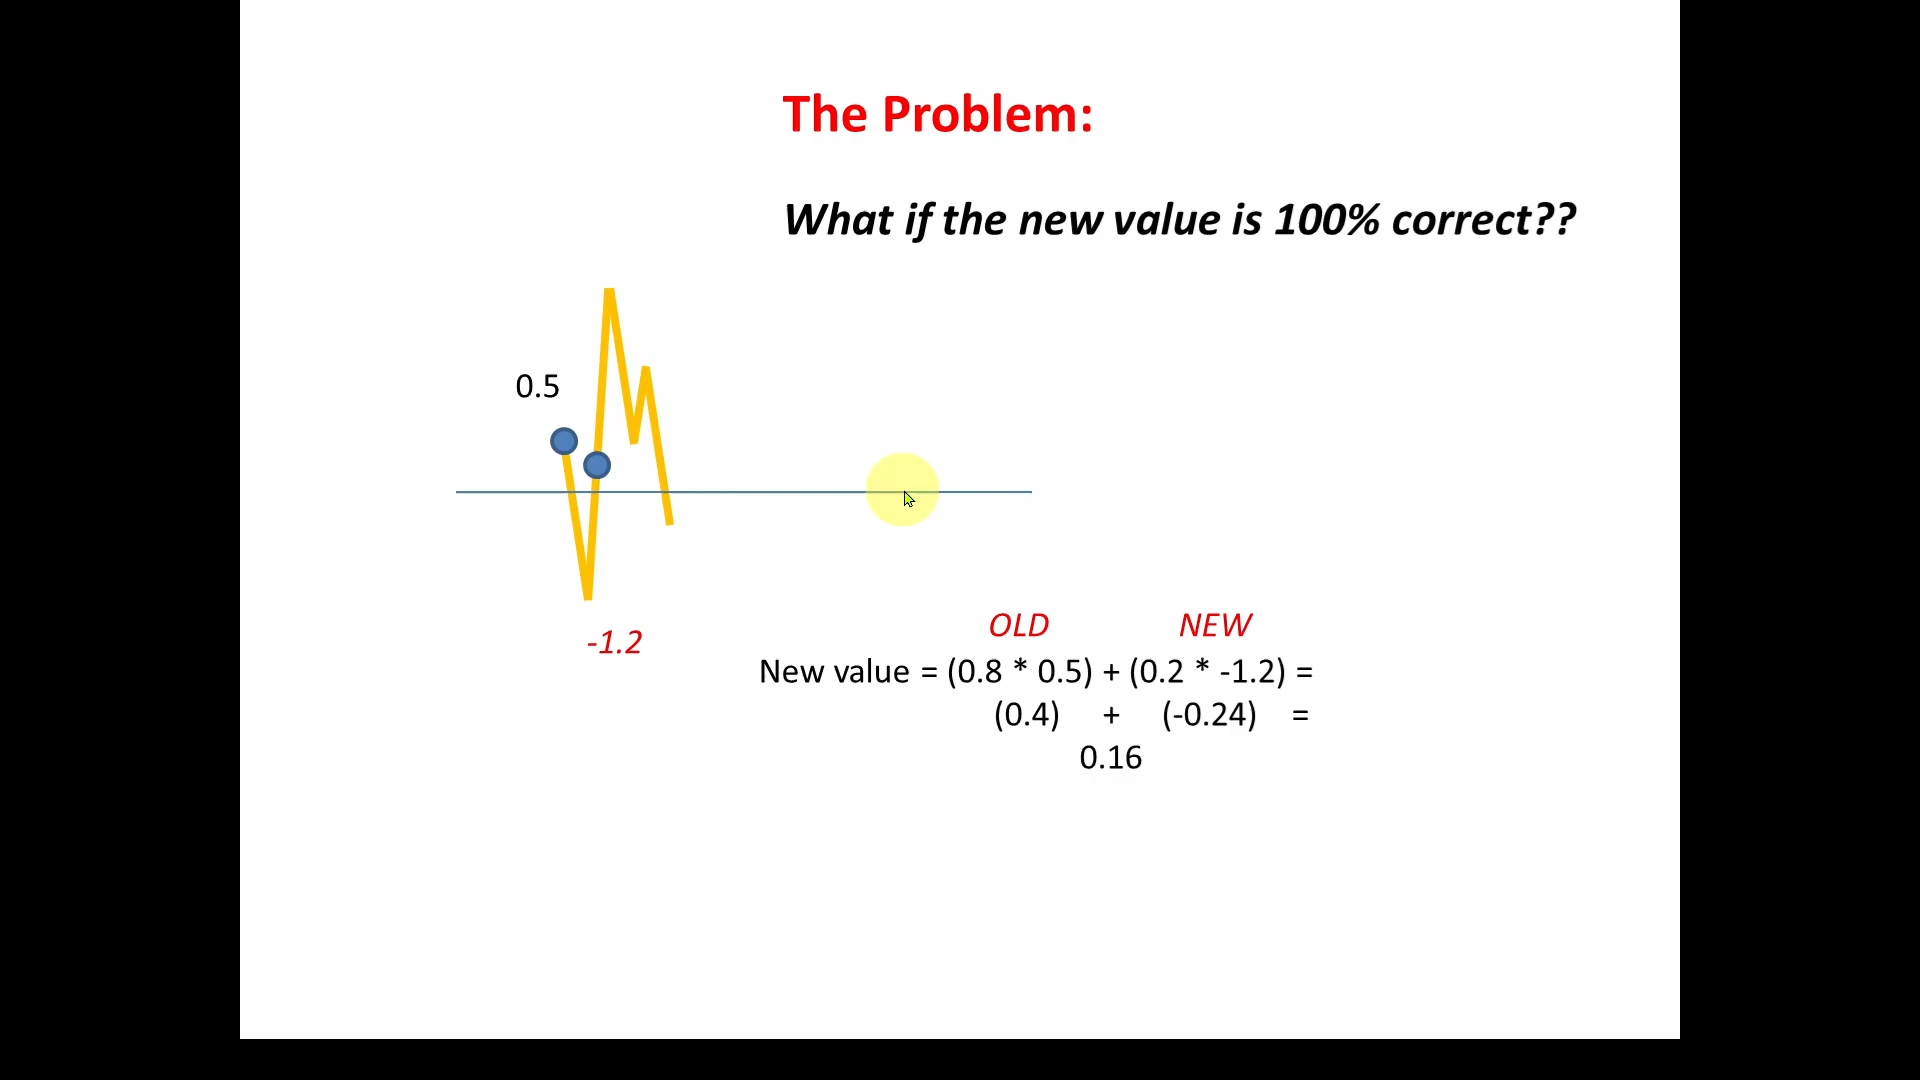 The Problem:
What if the new value is 100% correct??
0.5
-1.2
OLD NEW
New value = (0.8 * 0.5) + (0.2 * -1.2) =
(0.4) + (-0.24) =
0.16